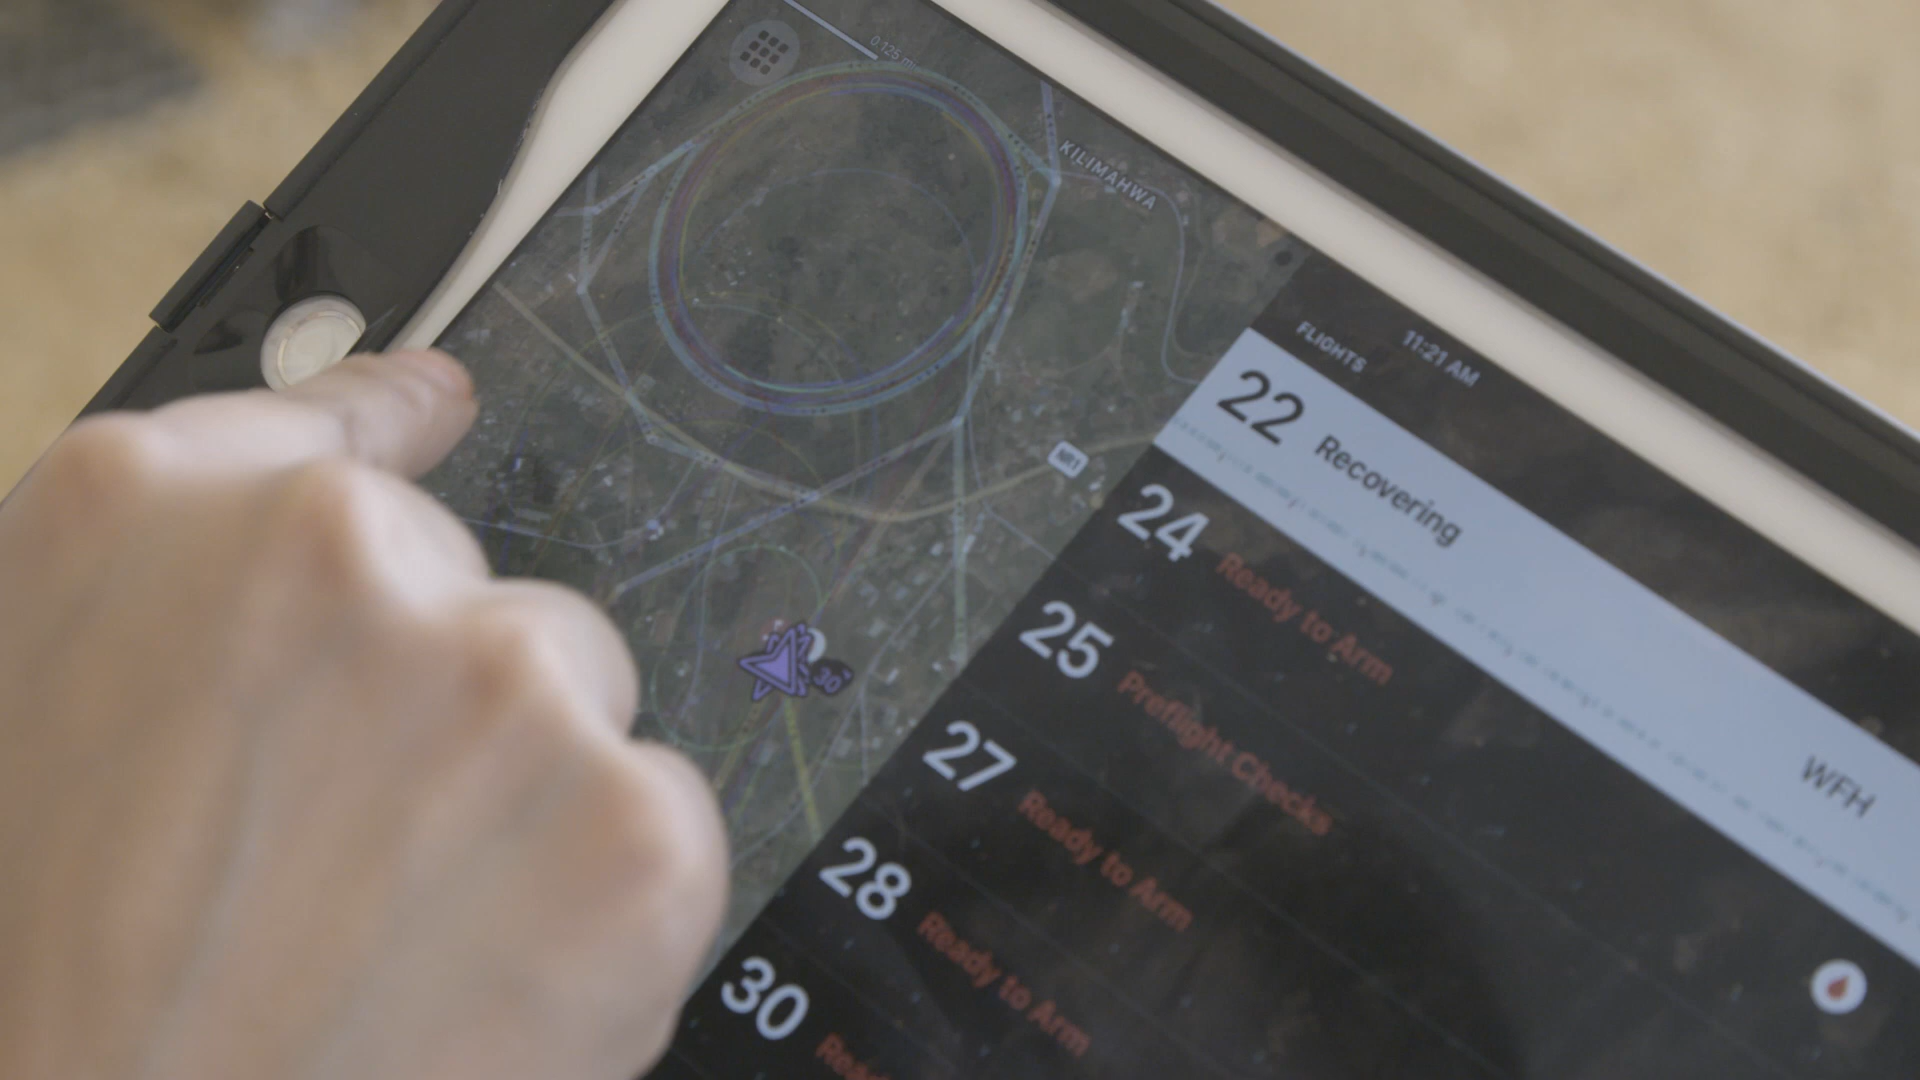 0.125 mi
KILIMAHWA
30
11:21 AM
FLIGHTS
22 Recovering
WFH
24 Ready to Arm
25 Preflight Checks
27 Ready to Arm
28 Ready to Arm
30